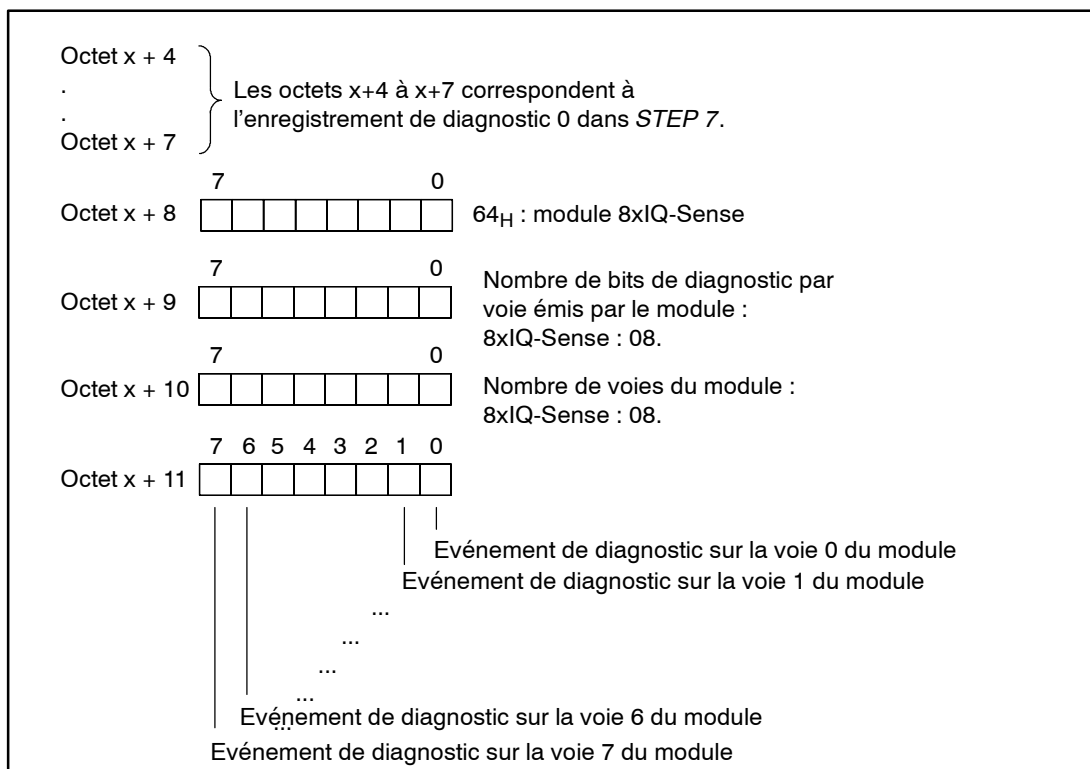 Octet x + 4
.
.
Octet x + 7
Les octets x+4 à x+7 correspondent à
l'enregistrement de diagnostic 0 dans STEP 7.
7 0
Octet x + 8
64H : module 8xIQ-Sense
7 0
Octet x + 9
Nombre de bits de diagnostic par
voie émis par le module :
8xIQ-Sense : 08.
7 0
Octet x + 10
Nombre de voies du module :
8xIQ-Sense : 08.
7 6 5 4 3 2 1 0
Octet x + 11
Evénement de diagnostic sur la voie 0 du module
Evénement de diagnostic sur la voie 1 du module
...
...
...
...
...
Evénement de diagnostic sur la voie 6 du module
Evénement de diagnostic sur la voie 7 du module